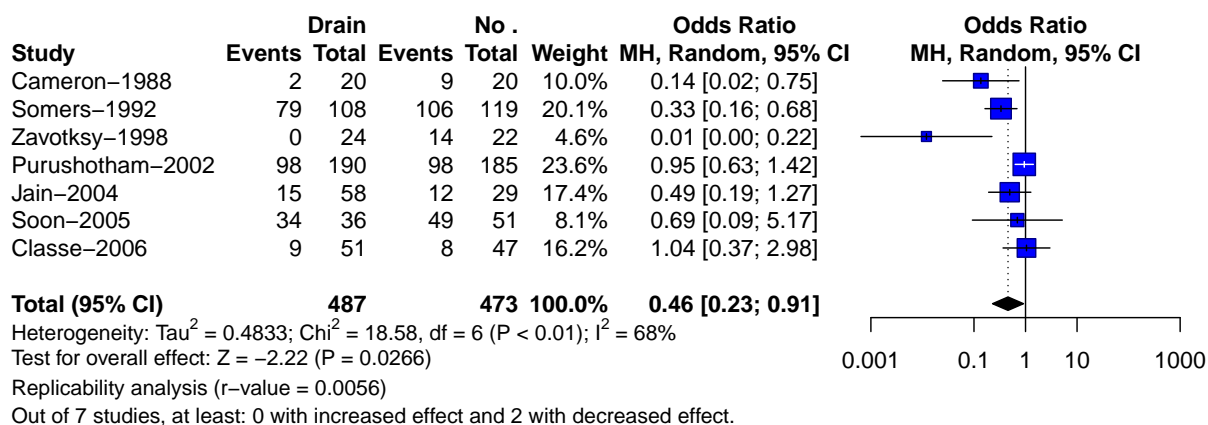 Drain No . Odds Ratio Odds Ratio
Study Events Total Events Total Weight MH, Random, 95% CI MH, Random, 95% CI
Cameron−1988 2 20 9 20 10.0% 0.14 [0.02; 0.75]
Somers−1992 79 108 106 119 20.1% 0.33 [0.16; 0.68]
Zavotksy−1998 0 24 14 22 4.6% 0.01 [0.00; 0.22]
Purushotham−2002 98 190 98 185 23.6% 0.95 [0.63; 1.42]
Jain−2004 15 58 12 29 17.4% 0.49 [0.19; 1.27]
Soon−2005 34 36 49 51 8.1% 0.69 [0.09; 5.17]
Classe−2006 9 51 8 47 16.2% 1.04 [0.37; 2.98]
Total (95% CI) 487 473 100.0% 0.46 [0.23; 0.91]
Heterogeneity: Tau² = 0.4833; Chi² = 18.58, df = 6 (P < 0.01); I² = 68%
Test for overall effect: Z = −2.22 (P = 0.0266)
0.001 0.1 1 10 1000
Replicability analysis (r−value = 0.0056)
Out of 7 studies, at least: 0 with increased effect and 2 with decreased effect.